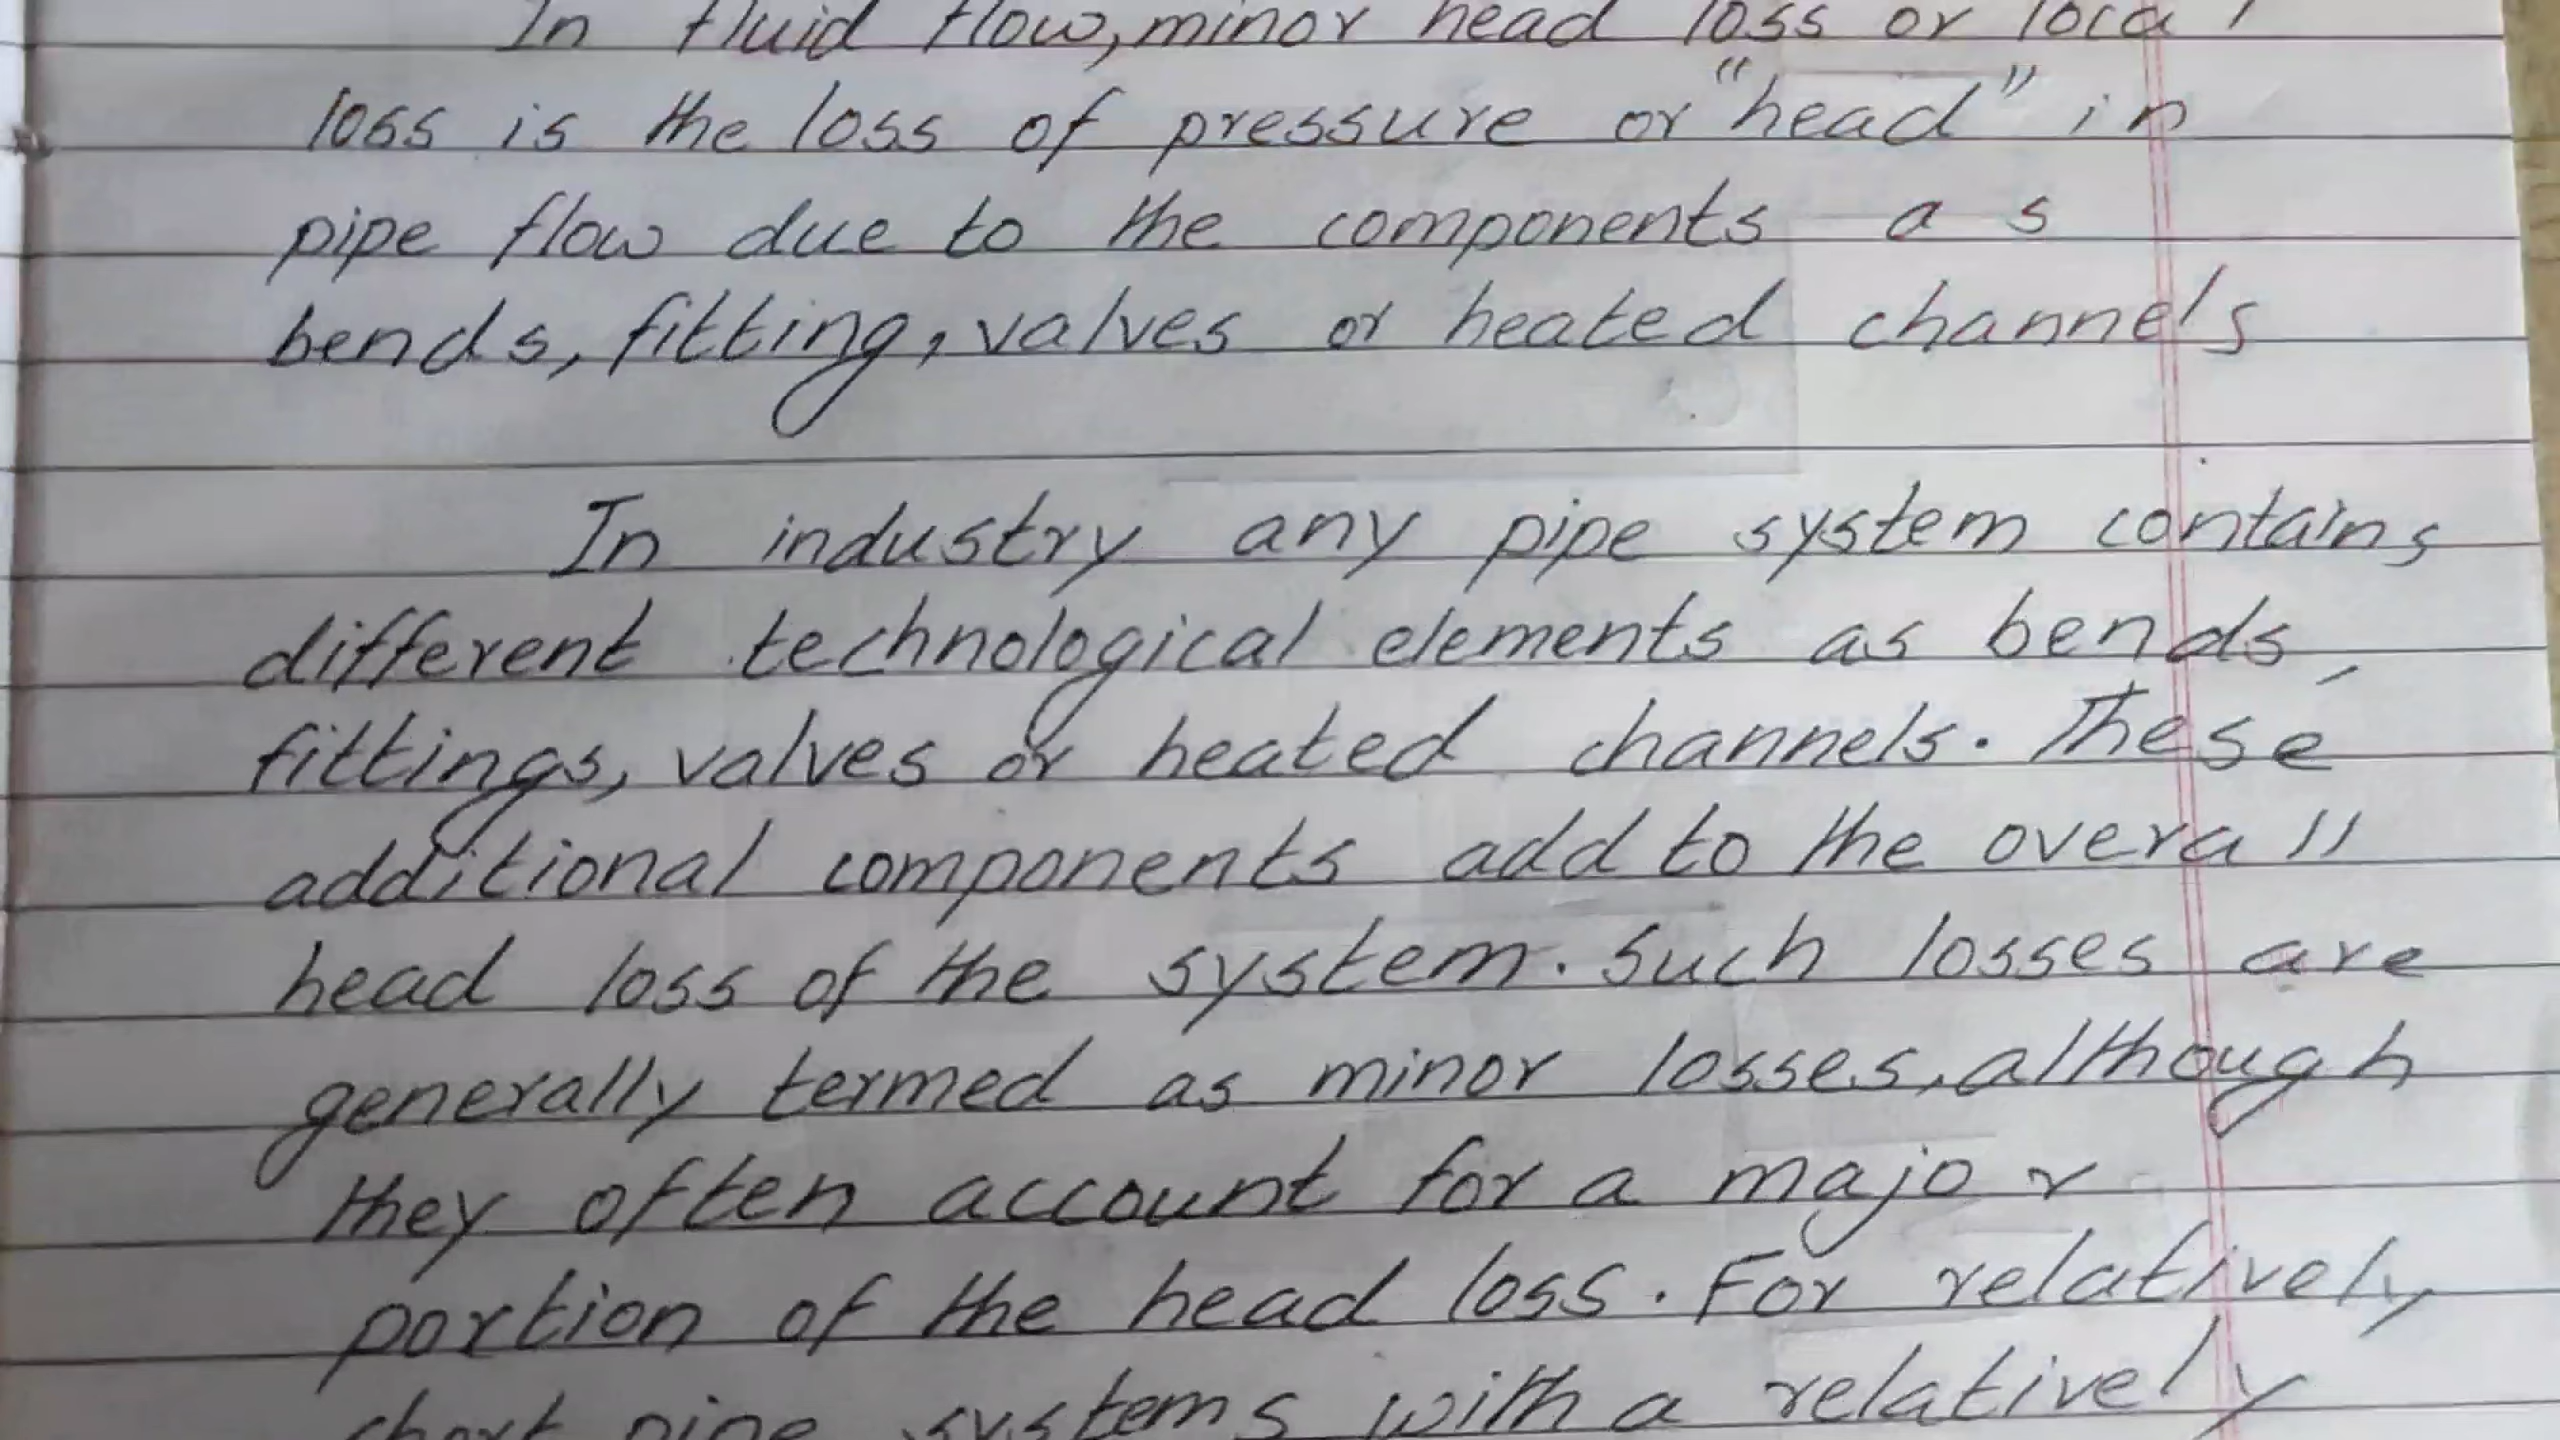 In fluid flow, minor head loss or local
loss is the loss of pressure or "head" in
pipe flow due to the components as
bends, fitting, valves or heated channels
In industry any pipe system contains
different technological elements as bends,
fittings, valves or heated channels. These
additional components add to the overall
head loss of the system. Such losses are
generally termed as minor losses, although
they often account for a major
portion of the head loss. For relatively
short pipe systems with a relatively